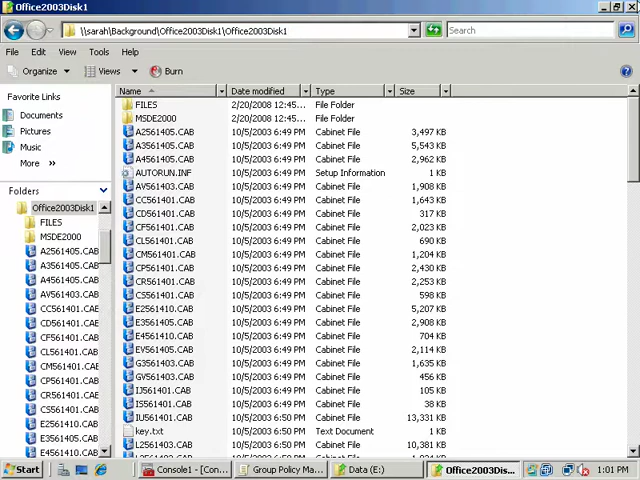 Office2003Disk1
\\sarah\Background\Office2003Disk1\Office2003Disk1
Search
File Edit View Tools Help
Organize Views Burn
Favorite Links
Documents
Pictures
Music
More »
Folders
Office2003Disk1
FILES
MSDE2000
A2561405.CAB
A3561405.CAB
A4561405.CAB
AV561403.CAB
CC561401.CAB
CD561401.CAB
CF561401.CAB
CL561401.CAB
CM561401.CAB
CP561401.CAB
CR561401.CAB
CS561401.CAB
E2561410.CAB
E3561405.CAB
E4561410.CAB
Name Date modified Type Size
FILES 2/20/2008 12:45... File Folder
MSDE2000 2/20/2008 12:45... File Folder
A2561405.CAB 10/5/2003 6:49 PM Cabinet File 3,497 KB
A3561405.CAB 10/5/2003 6:49 PM Cabinet File 5,543 KB
A4561405.CAB 10/5/2003 6:49 PM Cabinet File 2,962 KB
AUTORUN.INF 10/5/2003 6:49 PM Setup Information 1 KB
AV561403.CAB 10/5/2003 6:49 PM Cabinet File 1,908 KB
CC561401.CAB 10/5/2003 6:49 PM Cabinet File 1,643 KB
CD561401.CAB 10/5/2003 6:49 PM Cabinet File 317 KB
CF561401.CAB 10/5/2003 6:49 PM Cabinet File 2,023 KB
CL561401.CAB 10/5/2003 6:49 PM Cabinet File 690 KB
CM561401.CAB 10/5/2003 6:49 PM Cabinet File 1,204 KB
CP561401.CAB 10/5/2003 6:49 PM Cabinet File 2,430 KB
CR561401.CAB 10/5/2003 6:49 PM Cabinet File 2,253 KB
CS561401.CAB 10/5/2003 6:49 PM Cabinet File 598 KB
E2561410.CAB 10/5/2003 6:49 PM Cabinet File 5,207 KB
E3561405.CAB 10/5/2003 6:49 PM Cabinet File 2,908 KB
E4561410.CAB 10/5/2003 6:49 PM Cabinet File 704 KB
EV561405.CAB 10/5/2003 6:49 PM Cabinet File 2,114 KB
G3561403.CAB 10/5/2003 6:49 PM Cabinet File 1,635 KB
GV561403.CAB 10/5/2003 6:49 PM Cabinet File 456 KB
IJ561401.CAB 10/5/2003 6:49 PM Cabinet File 105 KB
IS561401.CAB 10/5/2003 6:49 PM Cabinet File 38 KB
IU561401.CAB 10/5/2003 6:50 PM Cabinet File 13,331 KB
key.txt 10/5/2003 6:50 PM Text Document 1 KB
L2561403.CAB 10/5/2003 6:50 PM Cabinet File 10,381 KB
Start Console1 - [Con... Group Policy Ma... Data (E:) Office2003Dis... 1:01 PM